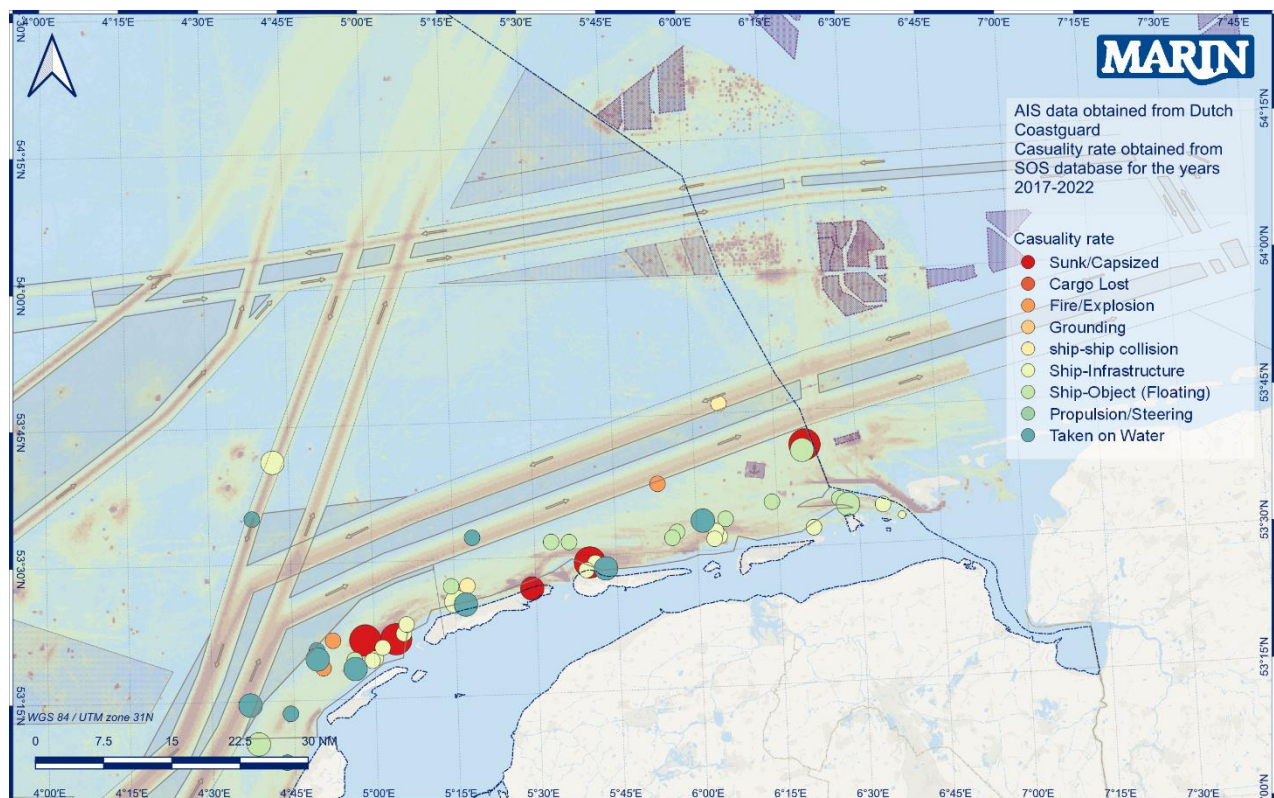 4°00'E 4°15'E 4°30'E 4°45'E 5°00'E 5°15'E 5°30'E 5°45'E 6°00'E 6°15'E 6°30'E 6°45'E 7°00'E 7°15'E 7°30'E 7°45'E
MARIN
AIS data obtained from Dutch
Coastguard
Casuality rate obtained from
SOS database for the years
2017-2022
Casuality rate
Sunk/Capsized
Cargo Lost
Fire/Explosion
Grounding
ship-ship collision
Ship-Infrastructure
Ship-Object (Floating)
Propulsion/Steering
Taken on Water
54°15'N
54°00'N
53°45'N
53°30'N
53°15'N
54°15'N
54°00'N
53°45'N
53°30'N
53°15'N
53°00'N
WGS 84 / UTM zone 31N
0 7.5 15 22.5 30 NM
4°00'E 4°15'E 4°30'E 4°45'E 5°00'E 5°15'E 5°30'E 5°45'E 6°00'E 6°15'E 6°30'E 6°45'E 7°00'E 7°15'E 7°30'E